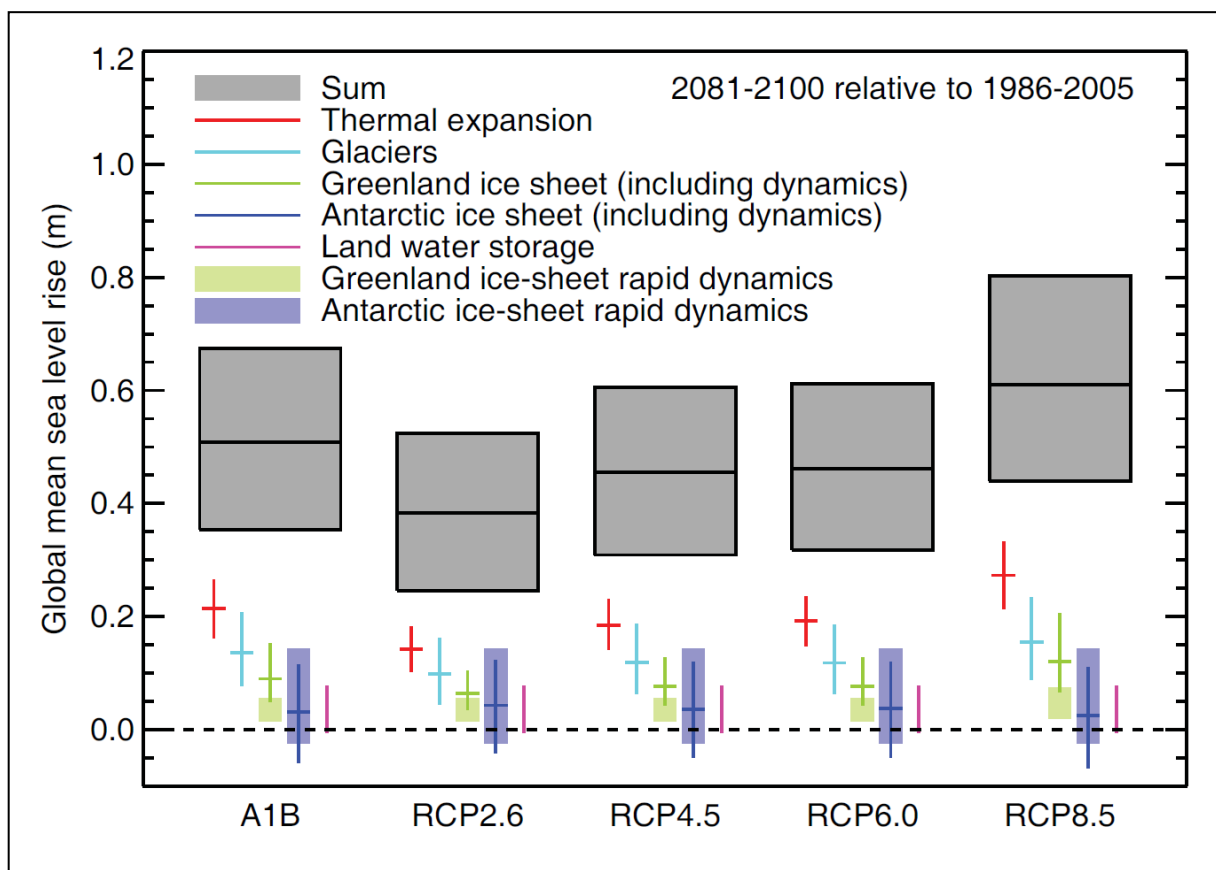 2081-2100 relative to 1986-2005
Sum
Thermal expansion
Glaciers
Greenland ice sheet (including dynamics)
Antarctic ice sheet (including dynamics)
Land water storage
Greenland ice-sheet rapid dynamics
Antarctic ice-sheet rapid dynamics
Global mean sea level rise (m)
1.2
1.0
0.8
0.6
0.4
0.2
0.0
A1B RCP2.6 RCP4.5 RCP6.0 RCP8.5